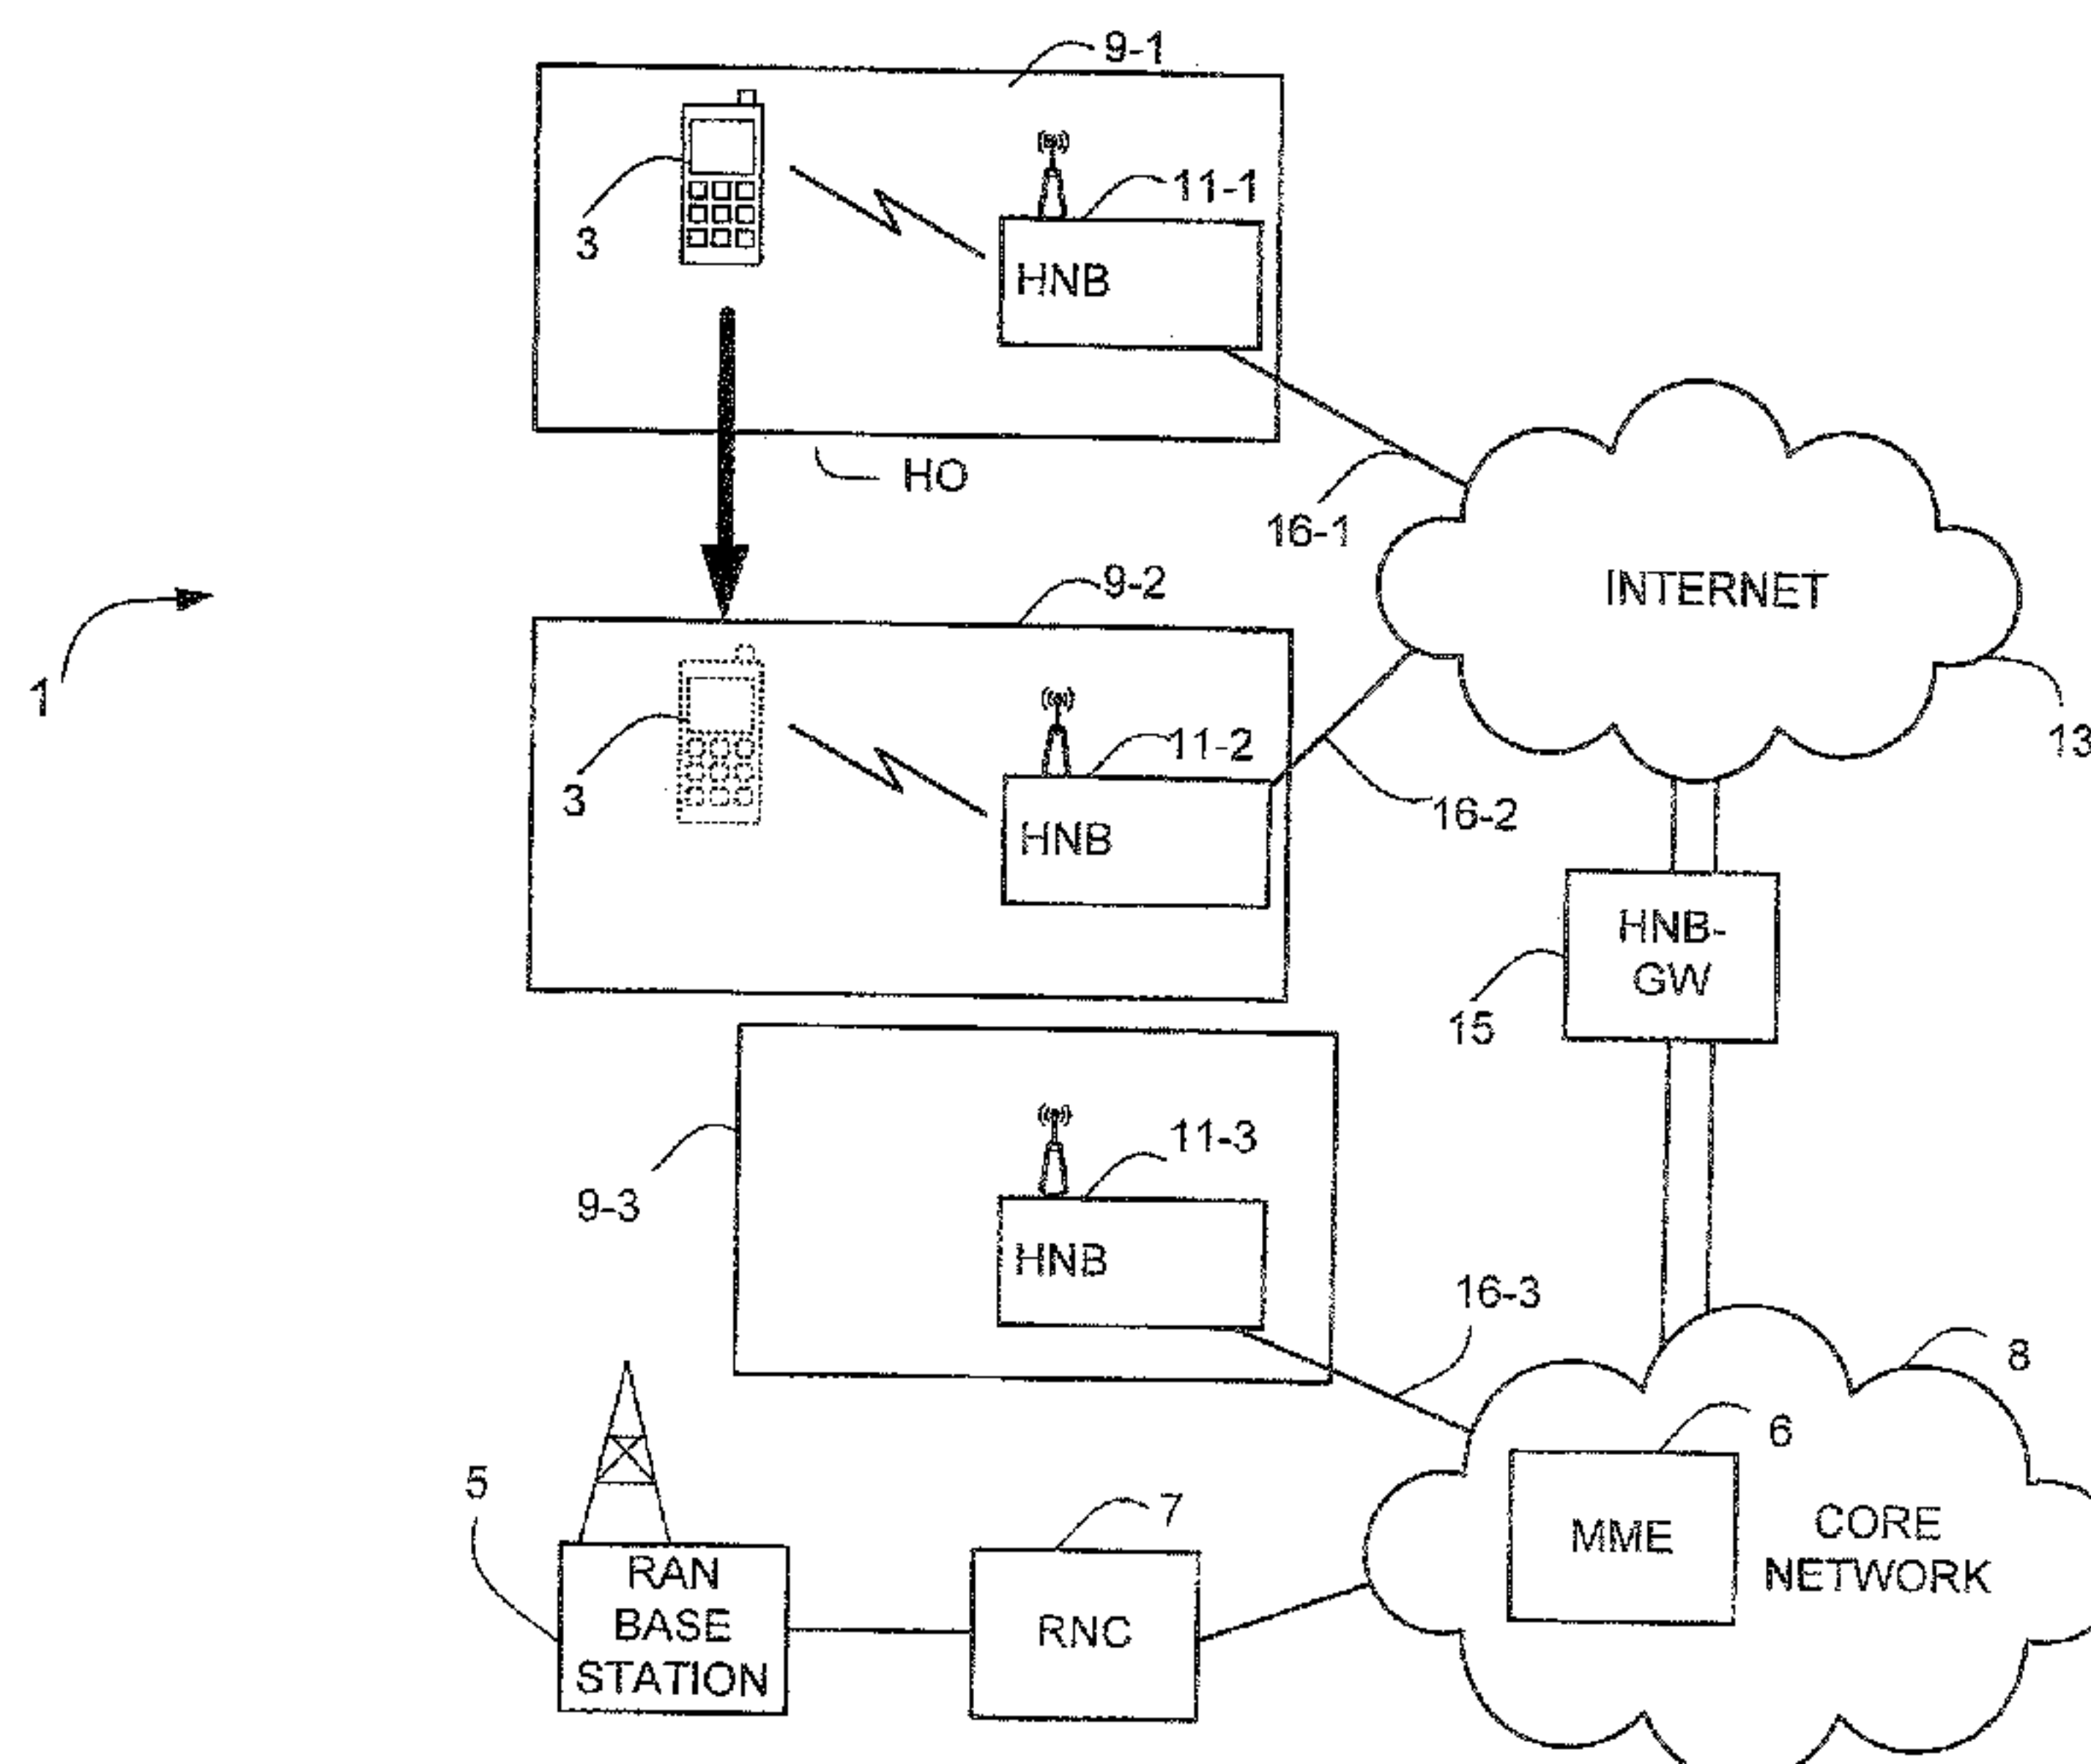 9-1
3
11-1
HNB
HO
16-1
INTERNET
9-2
1
3
11-2
13
HNB
16-2
HNB-
GW
15
11-3
9-3
HNB
16-3
8
6
5
7
MME
CORE
NETWORK
RAN
BASE
STATION
RNC